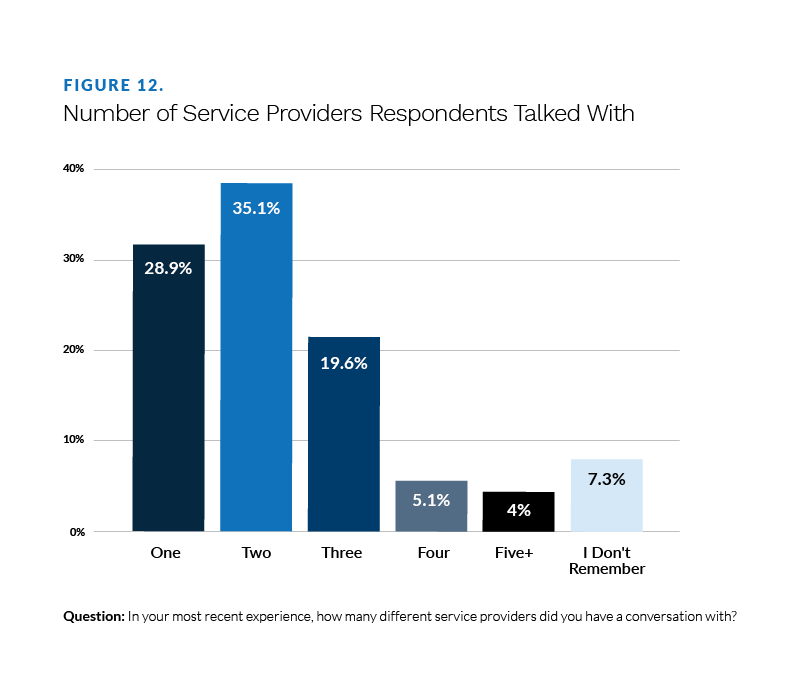 FIGURE 12.
Number of Service Providers Respondents Talked With
40%
30%
20%
10%
0%
28.9%
35.1%
19.6%
5.1%
4%
7.3%
One
Two
Three
Four
Five+
I Don't
Remember
Question: In your most recent experience, how many different service providers did you have a conversation with?